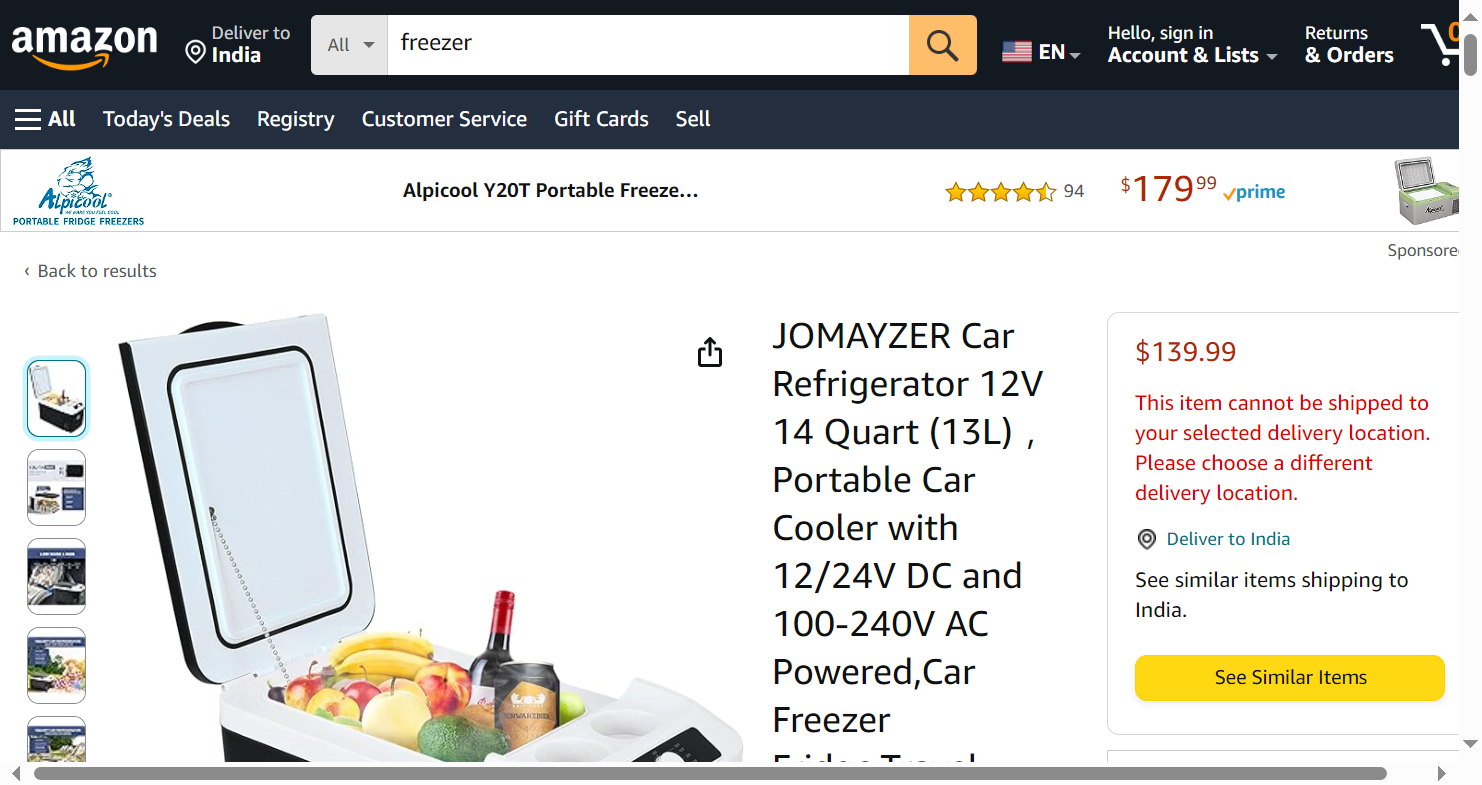 amazon
Deliver to
India
All
freezer
EN
Hello, sign in
Account & Lists
Returns
& Orders
0
All
Today's Deals
Registry
Customer Service
Gift Cards
Sell
Alpicool
PORTABLE FRIDGE FREEZERS
Alpicool Y20T Portable Freeze...
94
$179 99
prime
Sponsore
‹ Back to results
JOMAYZER Car
Refrigerator 12V
14 Quart (13L) ,
Portable Car
Cooler with
12/24V DC and
100-240V AC
Powered,Car
Freezer
Fridge,Travel
$139.99
This item cannot be shipped to
your selected delivery location.
Please choose a different
delivery location.
Deliver to India
See similar items shipping to
India.
See Similar Items
SCHWARZBIER